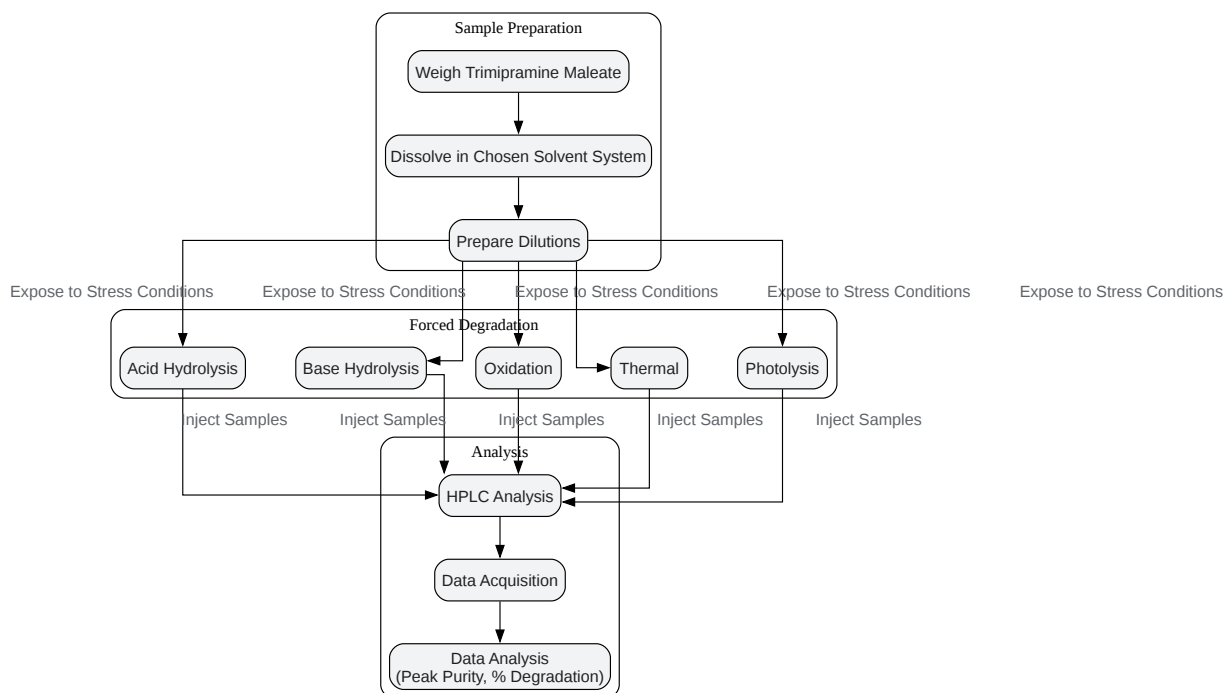 Sample Preparation
Weigh Trimipramine Maleate
Dissolve in Chosen Solvent System
Prepare Dilutions
Expose to Stress Conditions
Expose to Stress Conditions
Expose to Stress Conditions
Expose to Stress Conditions
Expose to Stress Conditions
Forced Degradation
Acid Hydrolysis
Base Hydrolysis
Oxidation
Thermal
Photolysis
Inject Samples
Inject Samples
Inject Samples
Inject Samples
Inject Samples
Analysis
HPLC Analysis
Data Acquisition
Data Analysis
(Peak Purity, % Degradation)